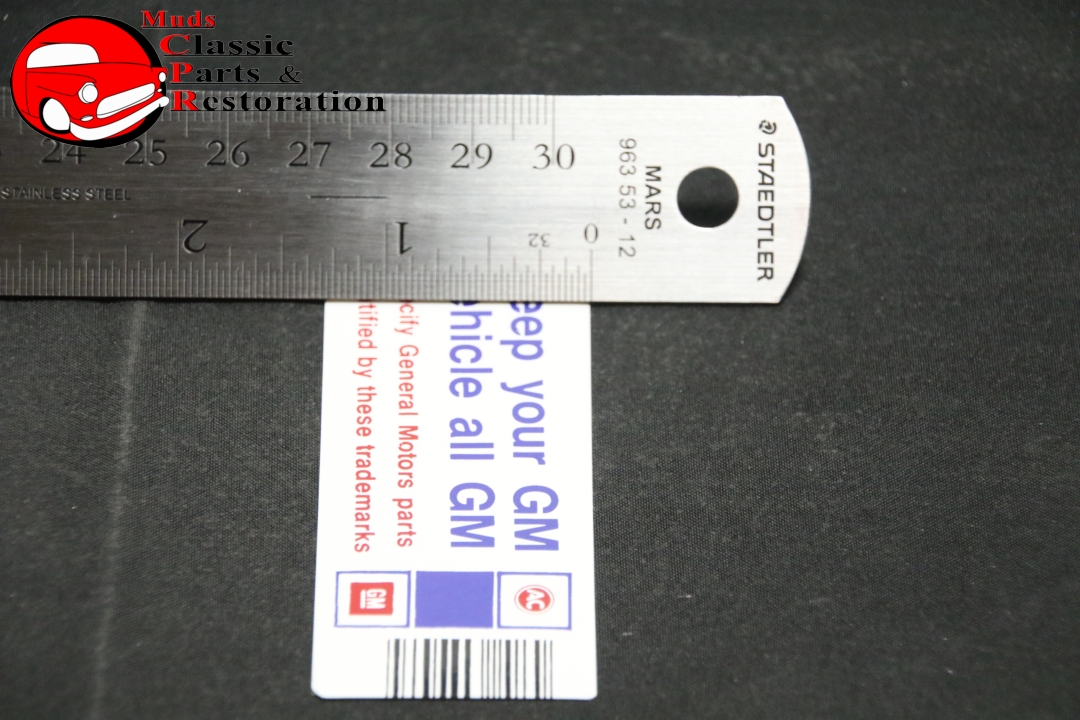 Muds
Classic
Parts &
Restoration
24 25 26 27 28 29 30
STAINLESS STEEL
2 1 32 0
MARS
963 53 - 12
STAEDTLER
eep your GM
ehicle all GM
cify General Motors parts
tified by these trademarks
AC
GM